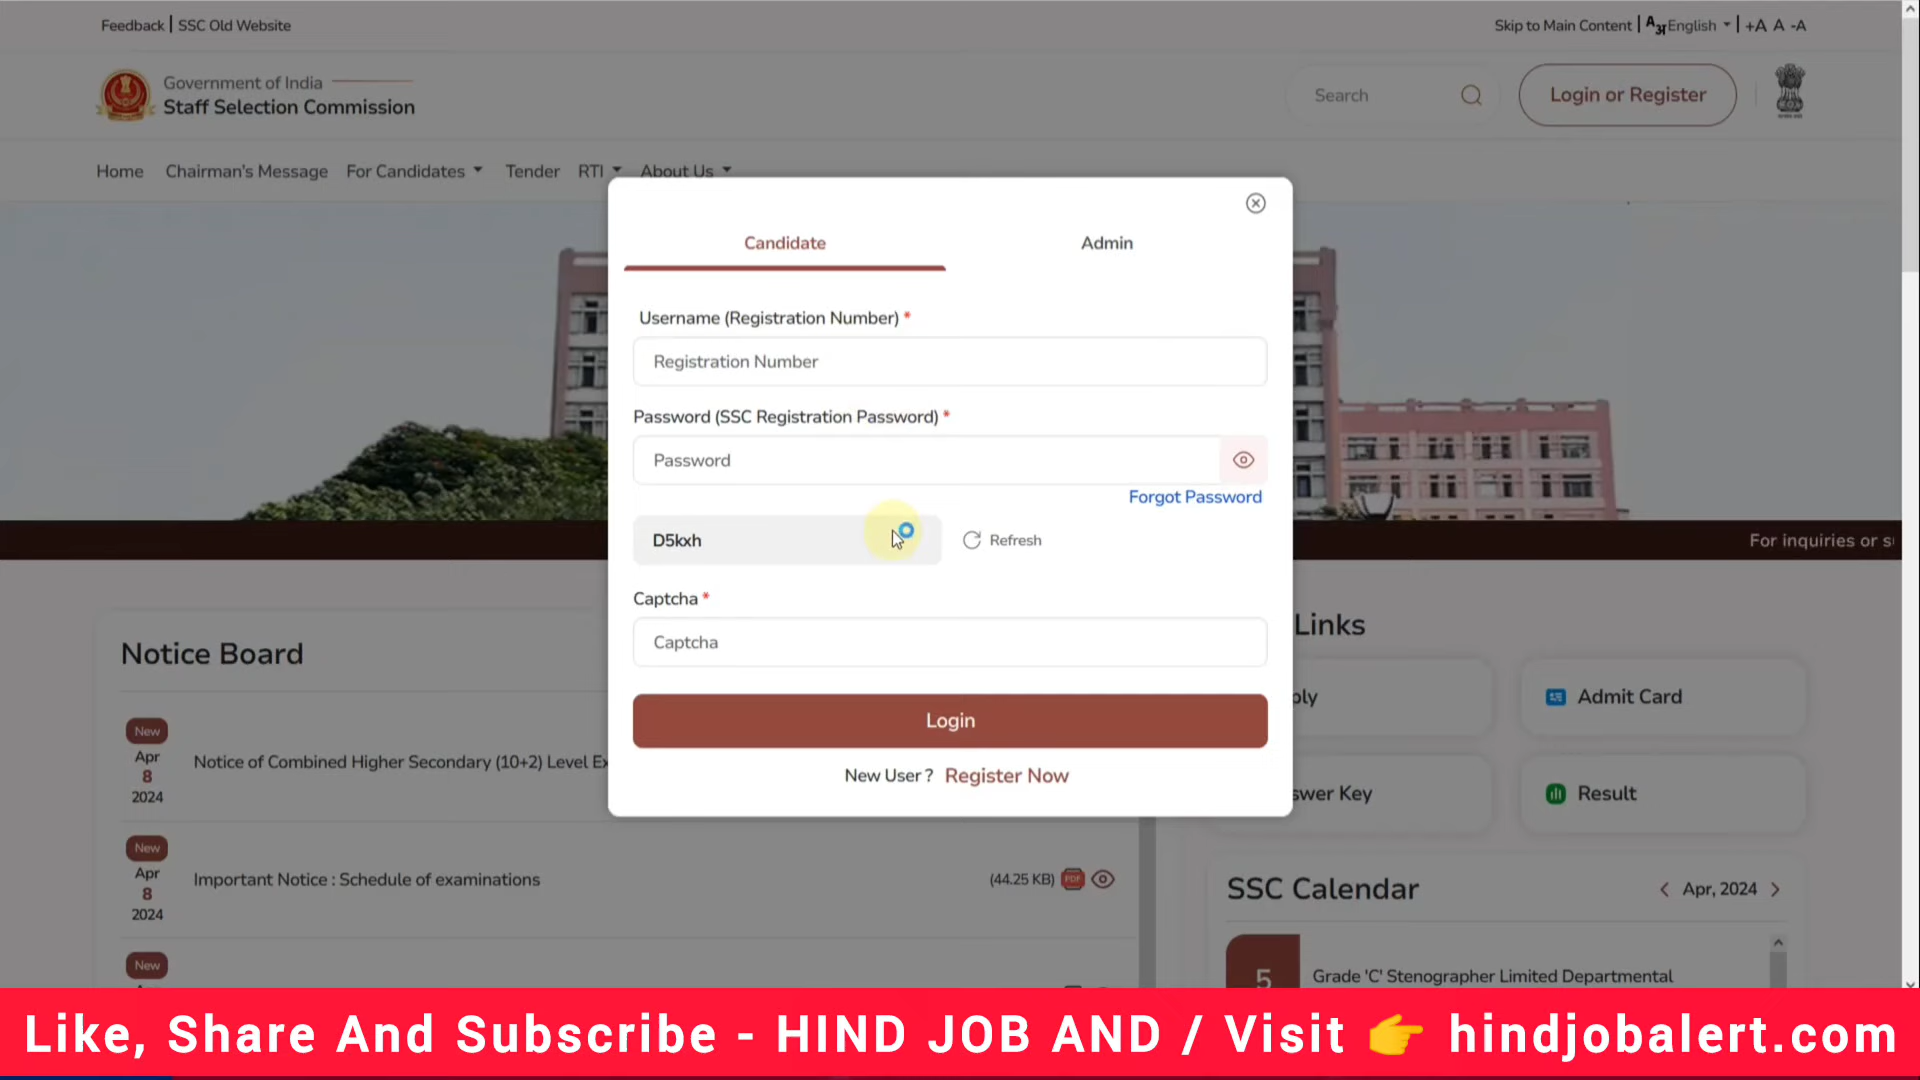 Feedback | SSC Old Website
Skip to Main Content | Aअ English | +A A -A
Government of India
Staff Selection Commission
Search
Login or Register
Home Chairman's Message For Candidates Tender RTI About Us
Candidate Admin
Username (Registration Number) *
Registration Number
Password (SSC Registration Password) *
Password
Forgot Password
D5kxh
Refresh
For inquiries or s
Captcha *
Captcha
Login
New User ? Register Now
Notice Board
New
Apr
8
2024
Notice of Combined Higher Secondary (10+2) Level Ex
New
Apr
8
2024
Important Notice : Schedule of examinations
(44.25 KB) PDF
New
Links
ply
Admit Card
swer Key
Result
SSC Calendar
Apr, 2024
5
Grade 'C' Stenographer Limited Departmental
Like, Share And Subscribe - HIND JOB AND / Visit 👉 hindjobalert.com